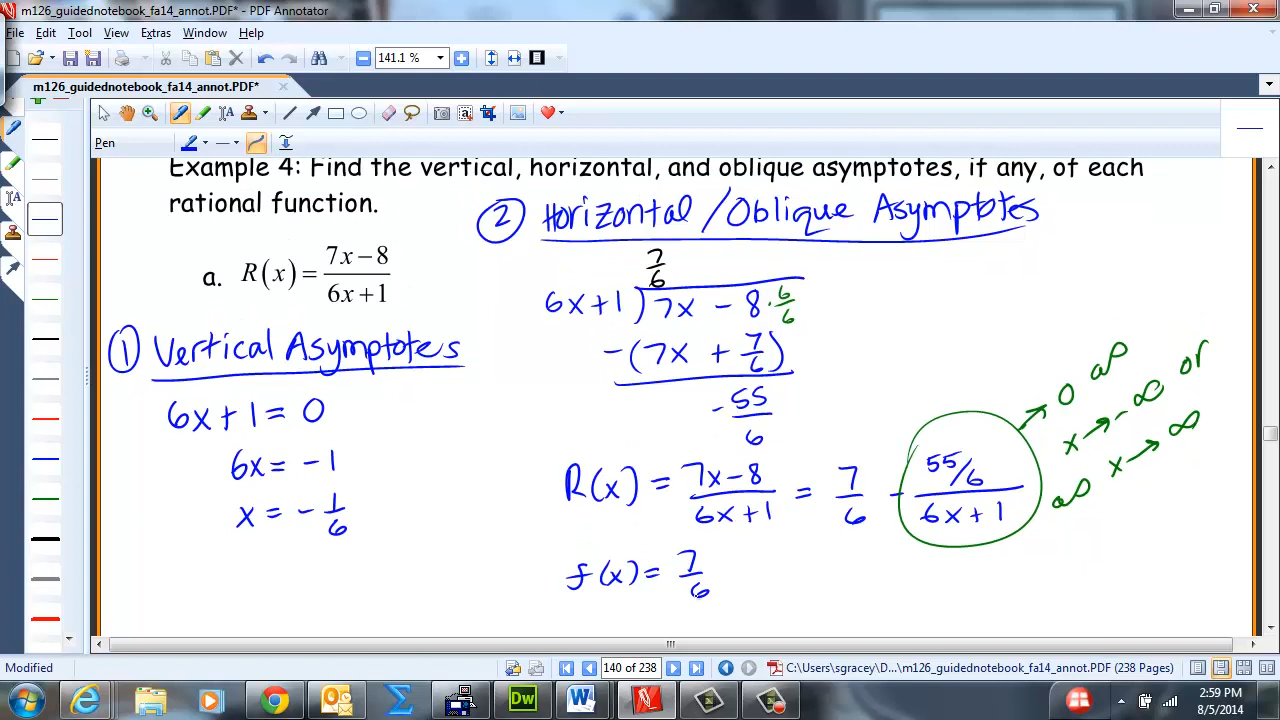 m126_guidednotebook_fa14_annot.PDF* - PDF Annotator
File Edit Tool View Extras Window Help
141.1 %
m126_guidednotebook_fa14_annot.PDF*
Pen
Example 4: Find the vertical, horizontal, and oblique asymptotes, if any, of each
rational function.
② Horizontal/Oblique Asymptotes
a. R(x) = (7x − 8)/(6x + 1)
7/6
6x+1 ) 7x − 8 · 6/6
−(7x + 7/6)
−55/6
① Vertical Asymptotes
6x + 1 = 0
6x = −1
x = −1/6
R(x) = (7x−8)/(6x+1) = 7/6 − (55/6)/(6x+1)
→ 0 as
x → −∞ or
as x → ∞
f(x) = 7/6
Modified
140 of 238
C:\Users\sgracey\D...\m126_guidednotebook_fa14_annot.PDF (238 Pages)
Dw
2:59 PM
8/5/2014